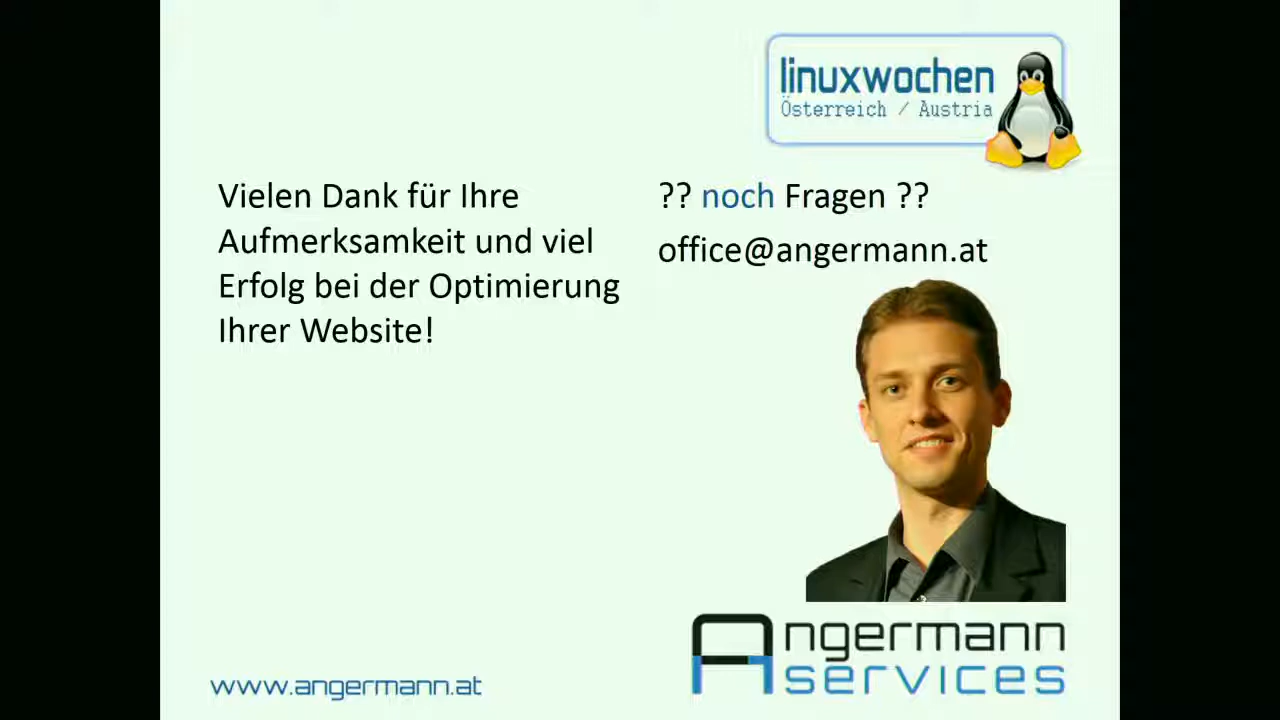 linuxwochen
Österreich / Austria
Vielen Dank für Ihre
Aufmerksamkeit und viel
Erfolg bei der Optimierung
Ihrer Website!
?? noch Fragen ??
office@angermann.at
Angermann
services
www.angermann.at